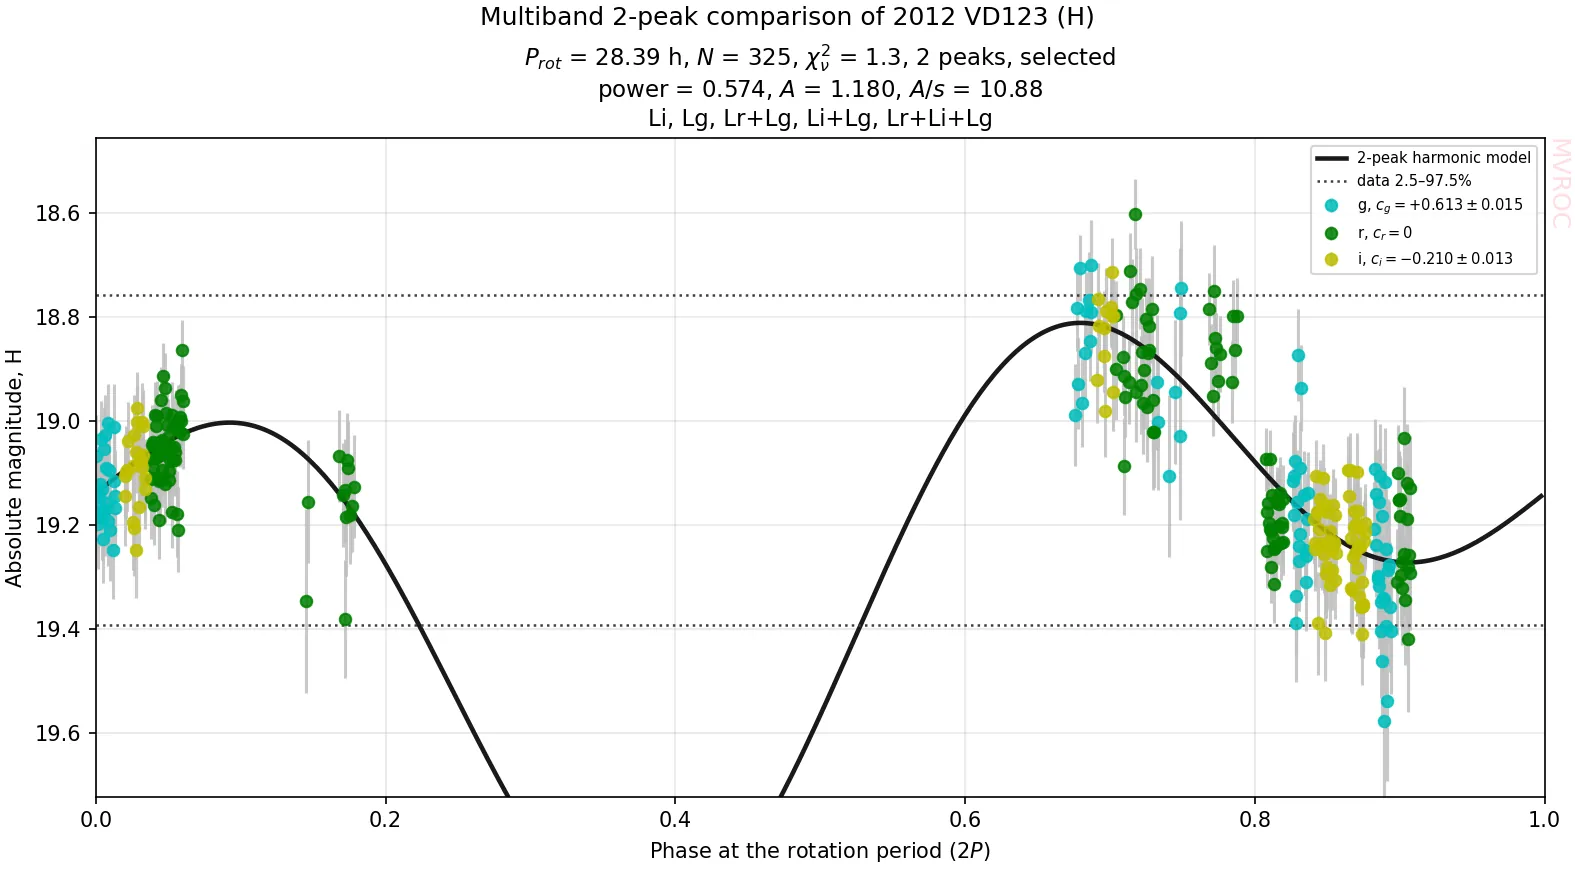 Multiband 2-peak comparison of 2012 VD123 (H)
P_rot = 28.39 h, N = 325, χ²_ν = 1.3, 2 peaks, selected
power = 0.574, A = 1.180, A/s = 10.88
Li, Lg, Lr+Lg, Li+Lg, Lr+Li+Lg
2-peak harmonic model
data 2.5–97.5%
g, c_g = +0.613 ± 0.015
r, c_r = 0
i, c_i = −0.210 ± 0.013
MVROC
Absolute magnitude, H
18.6
18.8
19.0
19.2
19.4
19.6
0.0 0.2 0.4 0.6 0.8 1.0
Phase at the rotation period (2P)